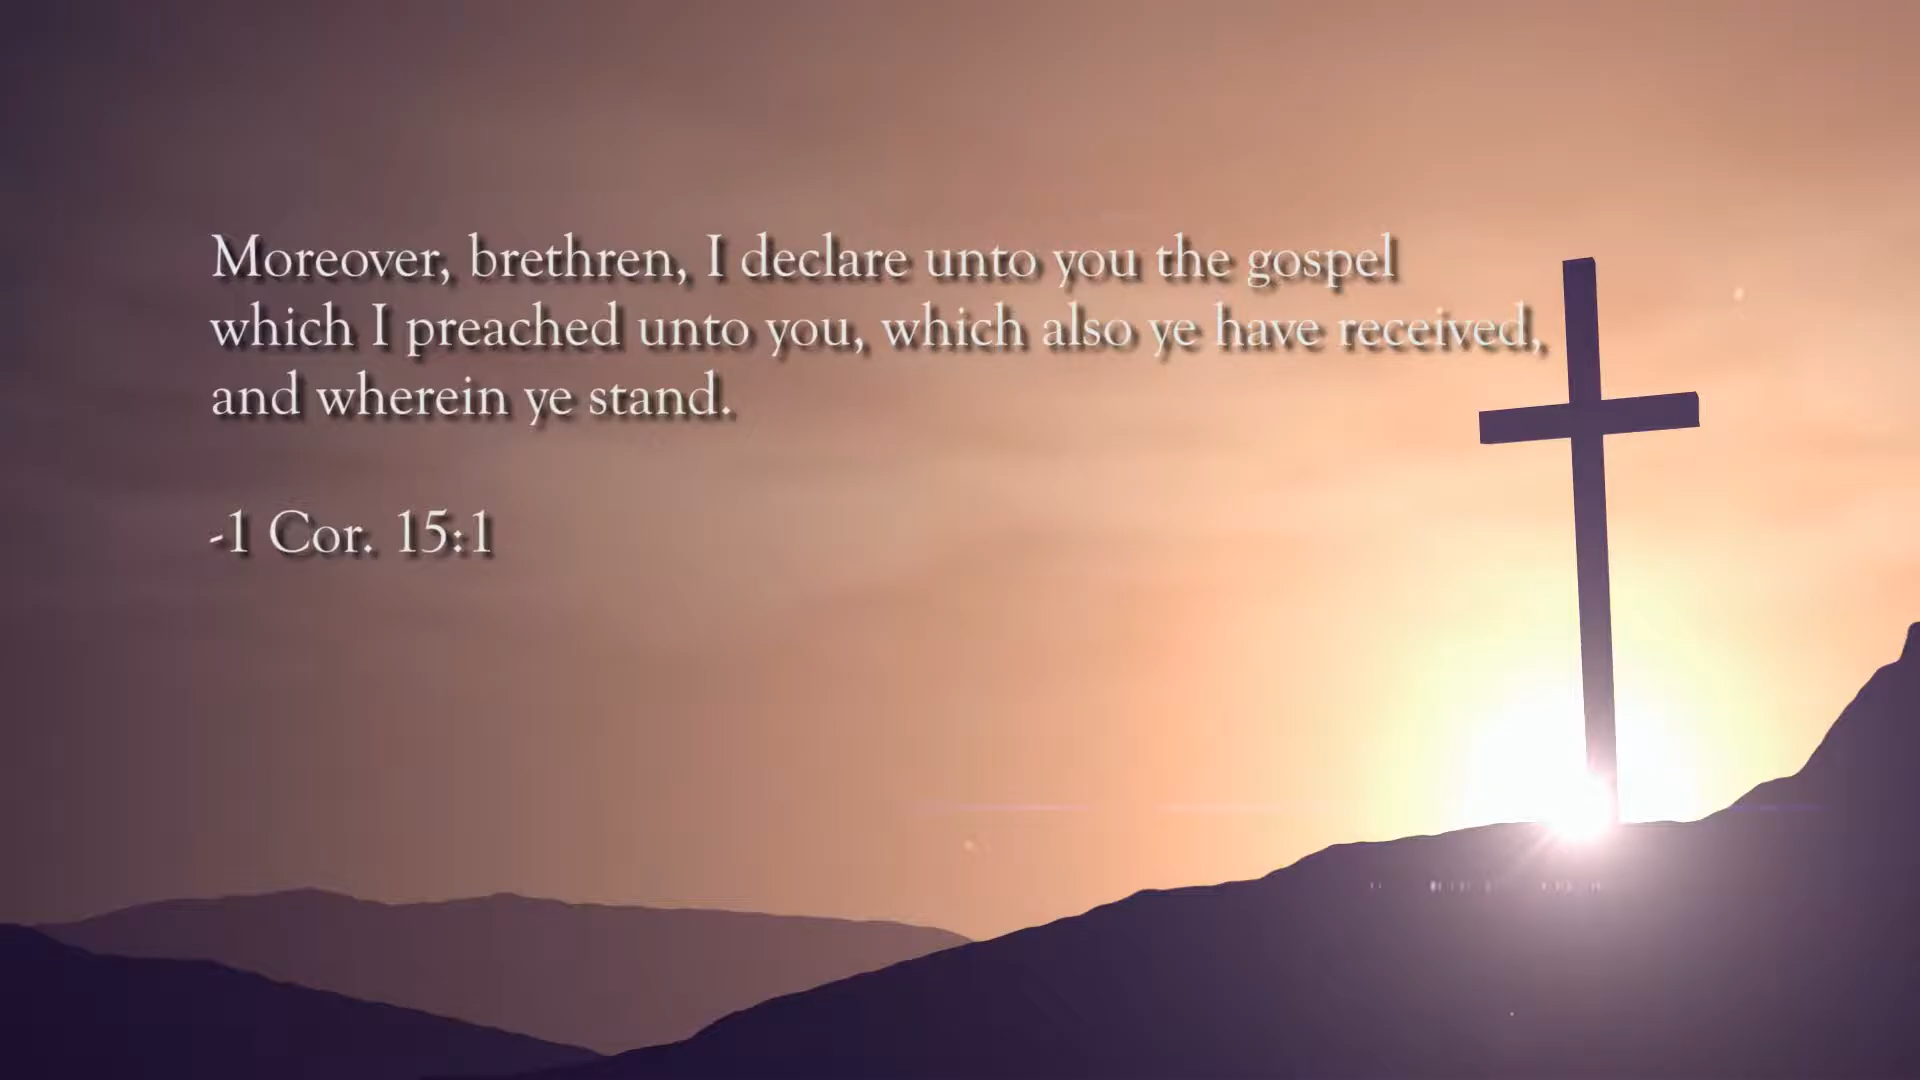 Moreover, brethren, I declare unto you the gospel
which I preached unto you, which also ye have received,
and wherein ye stand.
-1 Cor. 15:1